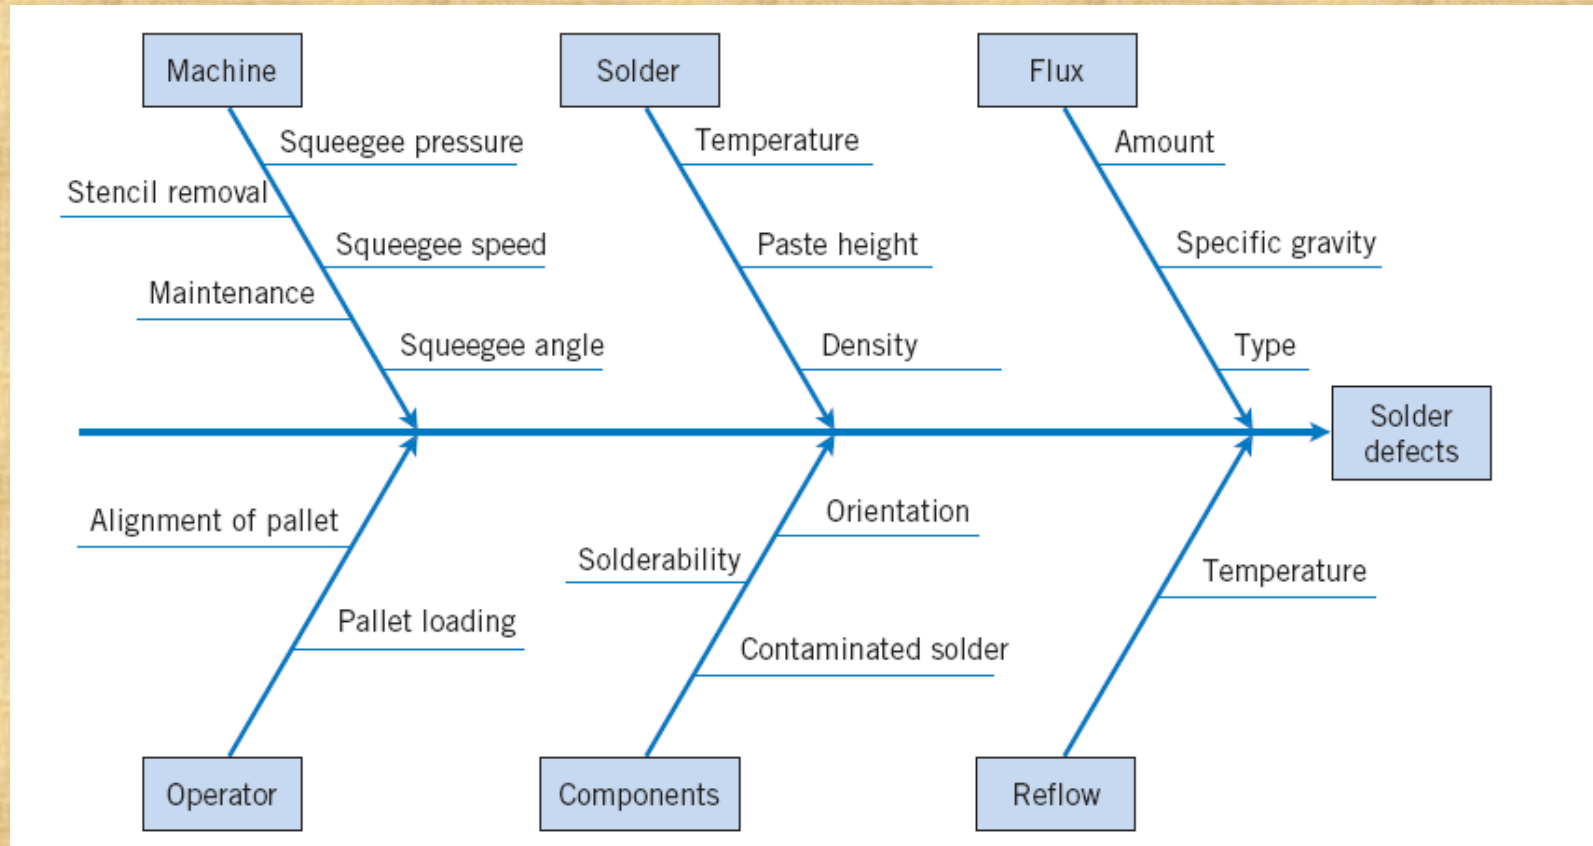 Machine
Solder
Flux
Squeegee pressure
Temperature
Amount
Stencil removal
Squeegee speed
Paste height
Specific gravity
Maintenance
Squeegee angle
Density
Type
Solder
defects
Alignment of pallet
Orientation
Solderability
Temperature
Pallet loading
Contaminated solder
Operator
Components
Reflow